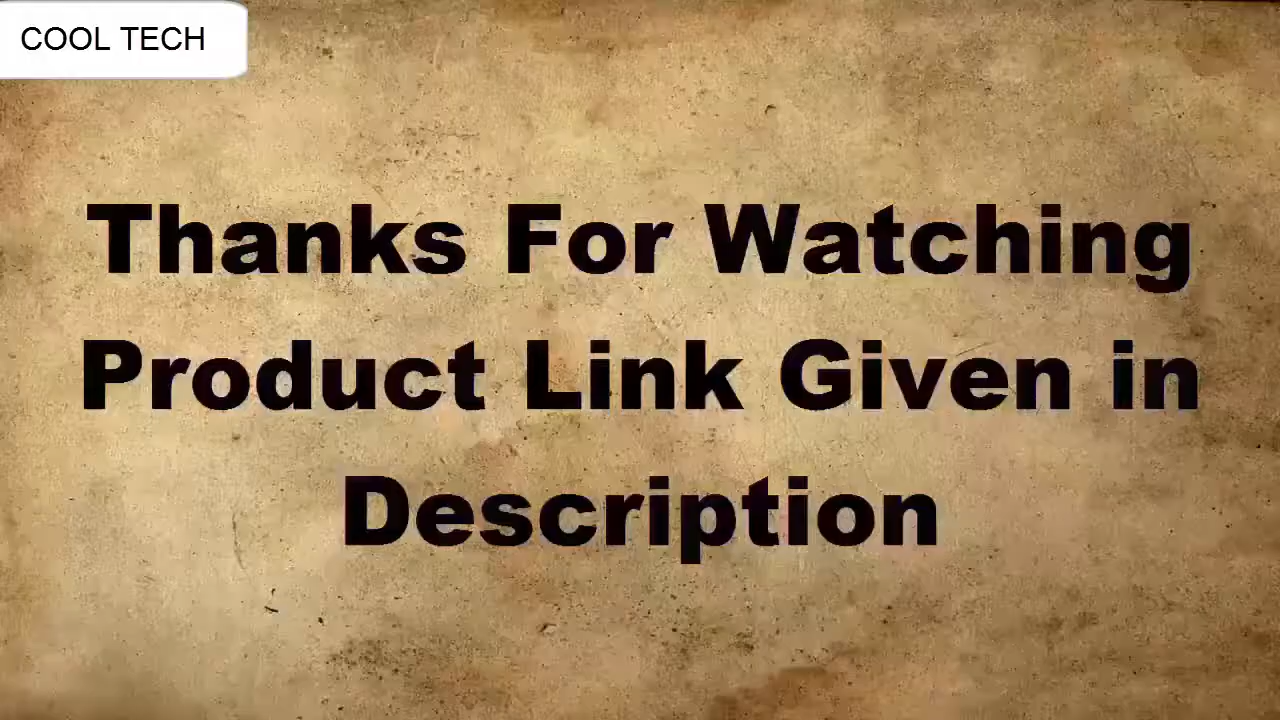 COOL TECH
Thanks For Watching
Product Link Given in
Description